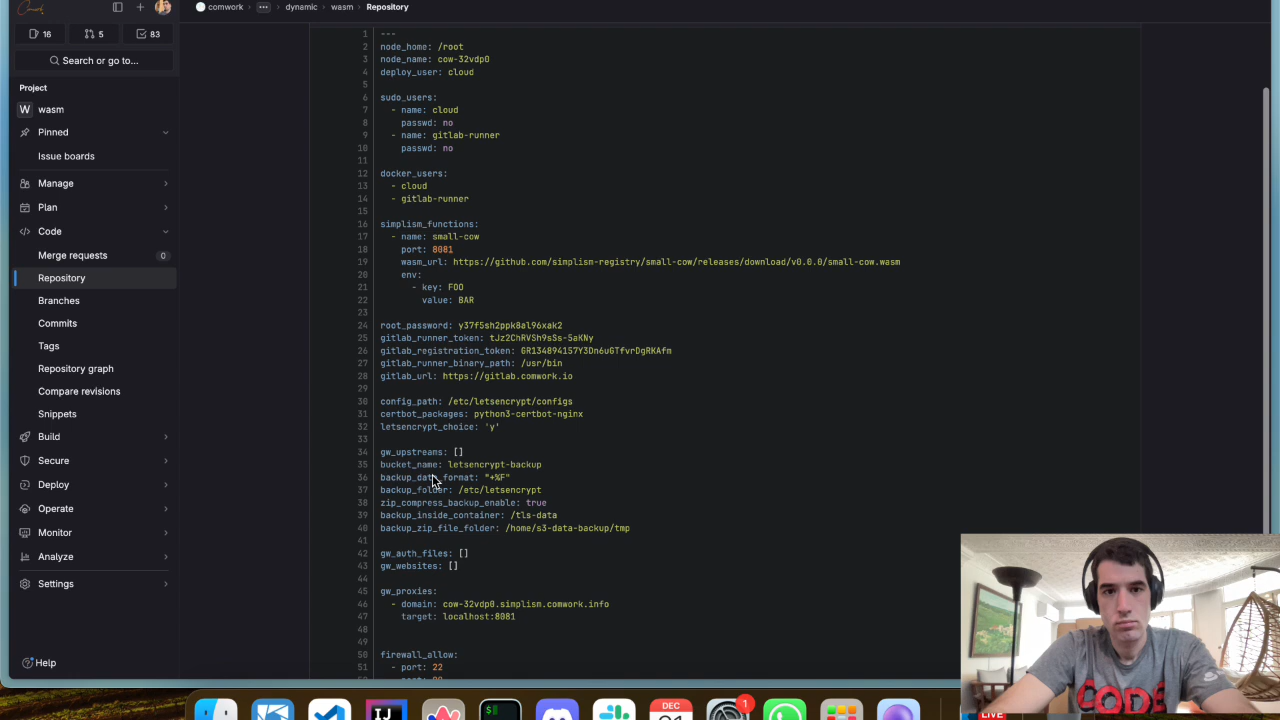 comwork > ... > dynamic > wasm > Repository
16 5 83
Search or go to...
Project
W wasm
Pinned
Issue boards
Manage
Plan
Code
Merge requests 0
Repository
Branches
Commits
Tags
Repository graph
Compare revisions
Snippets
Build
Secure
Deploy
Operate
Monitor
Analyze
Settings
Help
1 ---
2 node_home: /root
3 node_name: cow-32vdp0
4 deploy_user: cloud
5
6 sudo_users:
7 - name: cloud
8 passwd: no
9 - name: gitlab-runner
10 passwd: no
11
12 docker_users:
13 - cloud
14 - gitlab-runner
15
16 simplism_functions:
17 - name: small-cow
18 port: 8081
19 wasm_url: https://github.com/simplism-registry/small-cow/releases/download/v0.0.0/small-cow.wasm
20 env:
21 - key: FOO
22 value: BAR
23
24 root_password: y37f5sh2ppk8al96xak2
25 gitlab_runner_token: tJz2ChRVSh9sSs-5aKNy
26 gitlab_registration_token: GR134894157Y3Dn6uGTfvrDgRKAfm
27 gitlab_runner_binary_path: /usr/bin
28 gitlab_url: https://gitlab.comwork.io
29
30 config_path: /etc/letsencrypt/configs
31 certbot_packages: python3-certbot-nginx
32 letsencrypt_choice: 'y'
33
34 gw_upstreams: []
35 bucket_name: letsencrypt-backup
36 backup_date_format: "+%F"
37 backup_folder: /etc/letsencrypt
38 zip_compress_backup_enable: true
39 backup_inside_container: /tls-data
40 backup_zip_file_folder: /home/s3-data-backup/tmp
41
42 gw_auth_files: []
43 gw_websites: []
44
45 gw_proxies:
46 - domain: cow-32vdp0.simplism.comwork.info
47 target: localhost:8081
48
49
50 firewall_allow:
51 - port: 22
CODE
DEC
1
LIVE